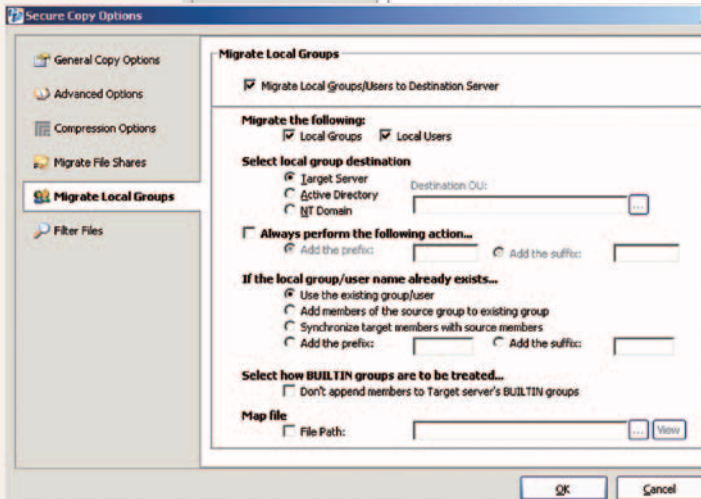 Secure Copy Options
General Copy Options
Advanced Options
Compression Options
Migrate File Shares
Migrate Local Groups
Filter Files
Migrate Local Groups
Migrate Local Groups/Users to Destination Server
Migrate the following:
Local Groups Local Users
Select local group destination
Target Server
Destination OU:
Active Directory
...
NT Domain
Always perform the following action...
Add the prefix: Add the suffix:
If the local group/user name already exists...
Use the existing group/user
Add members of the source group to existing group
Synchronize target members with source members
Add the prefix: Add the suffix:
Select how BUILTIN groups are to be treated...
Don't append members to Target server's BUILTIN groups
Map file
File Path: ... View
OK Cancel